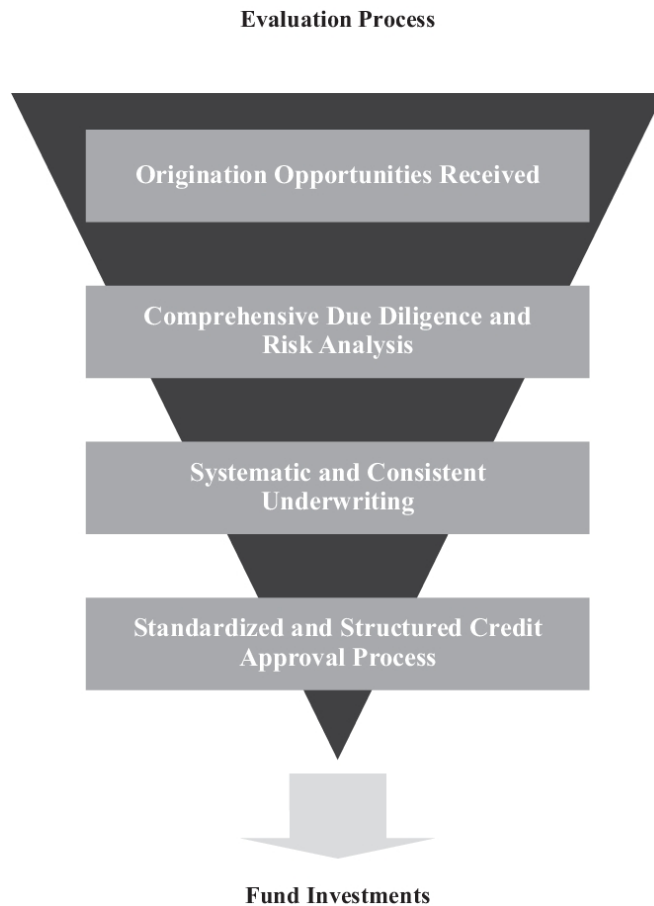 Evaluation Process
Origination Opportunities Received
Comprehensive Due Diligence and
Risk Analysis
Systematic and Consistent
Underwriting
Standardized and Structured Credit
Approval Process
Fund Investments